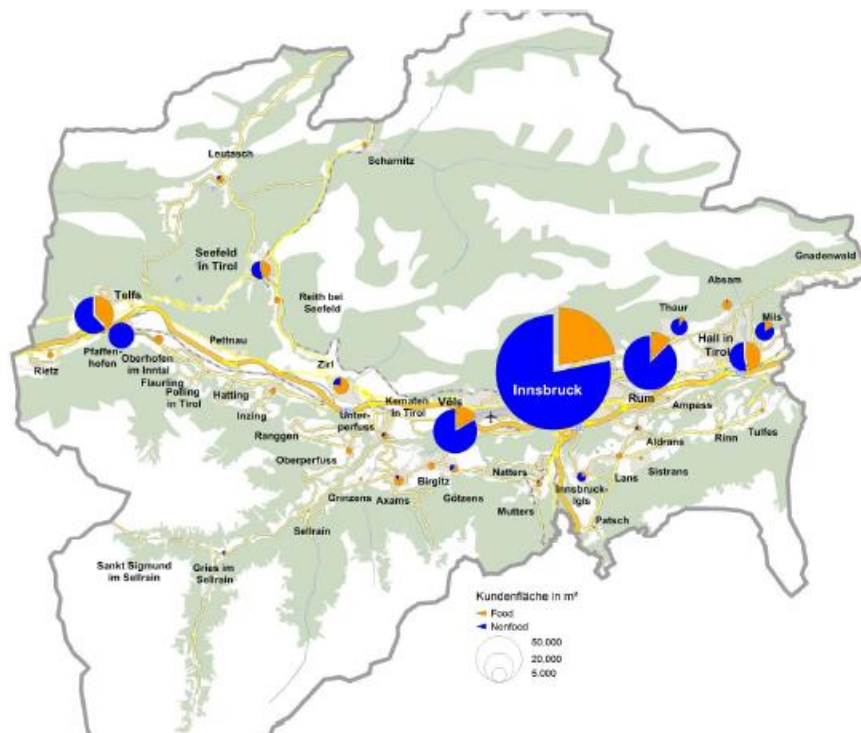 Leutasch
Scharnitz
Seefeld
in Tirol
Gnadenwald
Absam
Thaur
Mils
Telfs
Reith bei
Seefeld
Hall in
Tirol
Pettnau
Pfaffen-
hofen
Rietz
Oberhofen
im Inntal
Flaurling
Zirl
Innsbruck
Rum
Polling
in Tirol
Hatting
Kematen
in Tirol
Völs
Ampass
Inzing
Unter-
perfuss
Tulfes
Ranggen
Aldrans
Rinn
Oberperfuss
Birgitz
Natters
Lans
Sistrans
Grinzens
Axams
Götzens
Innsbruck-
Igls
Mutters
Patsch
Sellrain
Sankt Sigmund
im Sellrain
Gries im
Sellrain
Kundenfläche in m²
Food
Nonfood
50.000
20.000
5.000